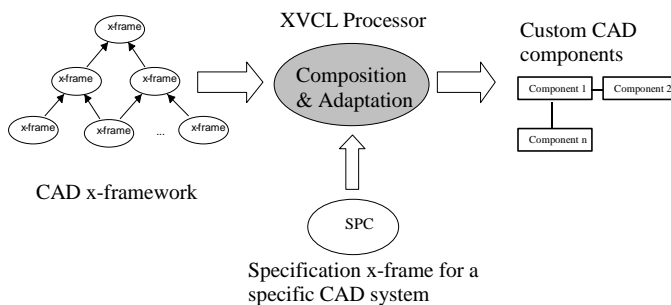 XVCL Processor
x-frame
x-frame
x-frame
x-frame
x-frame
...
x-frame
CAD x-framework
Composition
& Adaptation
Custom CAD
components
Component 1
Component 2
Component n
SPC
Specification x-frame for a
specific CAD system